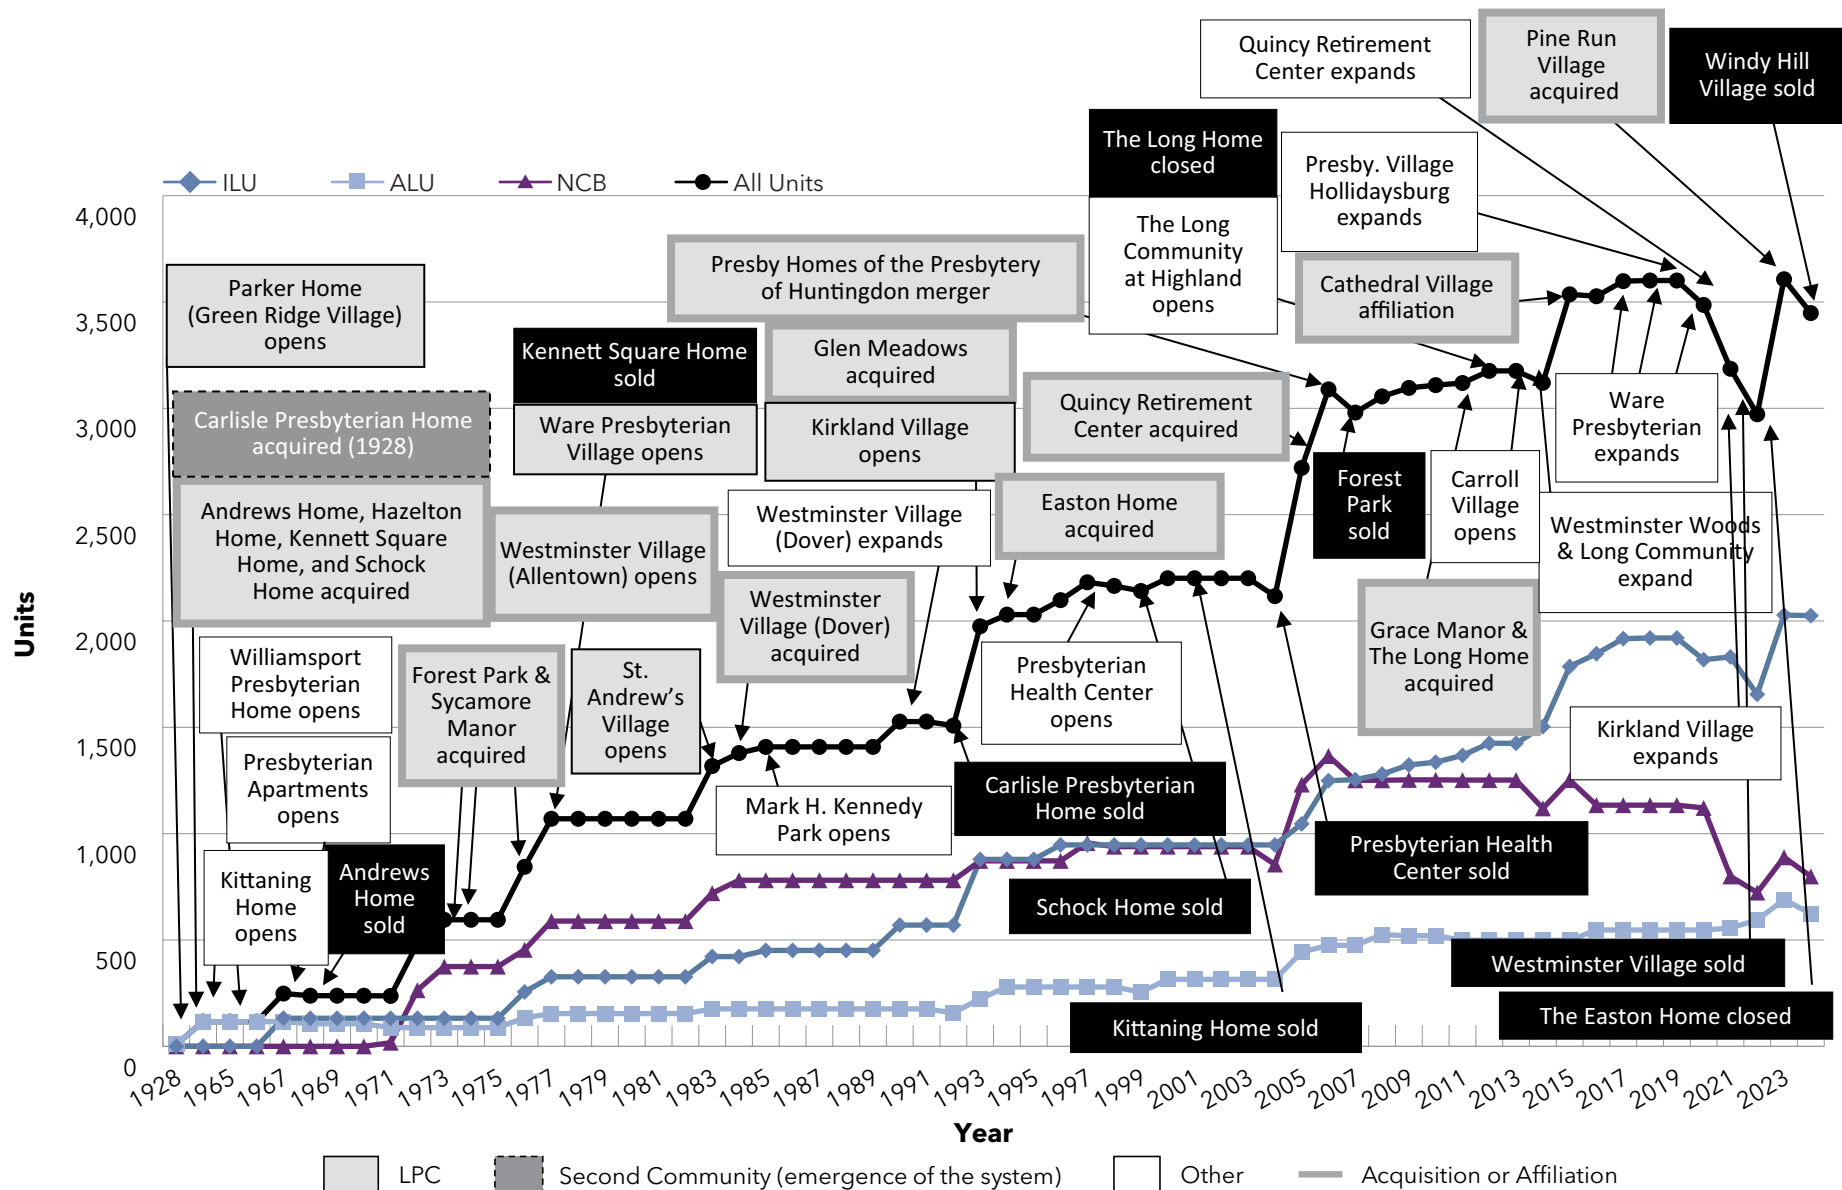 Quincy Retirement
Center expands
Pine Run
Village
acquired
Windy Hill
Village sold
The Long Home
closed
Presby. Village
Hollidaysburg
expands
ILU
ALU
NCB
All Units
The Long
Community
at Highland
opens
Presby Homes of the Presbytery
of Huntingdon merger
Cathedral Village
affiliation
Parker Home
(Green Ridge Village)
opens
Kennett Square Home
sold
Glen Meadows
acquired
Carlisle Presbyterian Home
acquired (1928)
Ware Presbyterian
Village opens
Kirkland Village
opens
Quincy Retirement
Center acquired
Ware
Presbyterian
expands
Andrews Home, Hazelton
Home, Kennett Square
Home, and Schock
Home acquired
Westminster Village
(Allentown) opens
Westminster Village
(Dover) expands
Easton Home
acquired
Forest
Park
sold
Carroll
Village
opens
Westminster Woods
& Long Community
expand
Williamsport
Presbyterian
Home opens
Forest Park &
Sycamore
Manor
acquired
St.
Andrew’s
Village
opens
Westminster
Village (Dover)
acquired
Presbyterian
Health Center
opens
Grace Manor &
The Long Home
acquired
Presbyterian
Apartments
opens
Mark H. Kennedy
Park opens
Carlisle Presbyterian
Home sold
Kirkland Village
expands
Kittaning
Home
opens
Andrews
Home
sold
Schock Home sold
Presbyterian Health
Center sold
Westminster Village sold
Kittaning Home sold
The Easton Home closed
Units
4,000
3,500
3,000
2,500
2,000
1,500
1,000
500
0
1928
1965
1967
1969
1971
1973
1975
1977
1979
1981
1983
1985
1987
1989
1991
1993
1995
1997
1999
2001
2003
2005
2007
2009
2011
2013
2015
2017
2019
2021
2023
Year
LPC
Second Community (emergence of the system)
Other
Acquisition or Affiliation